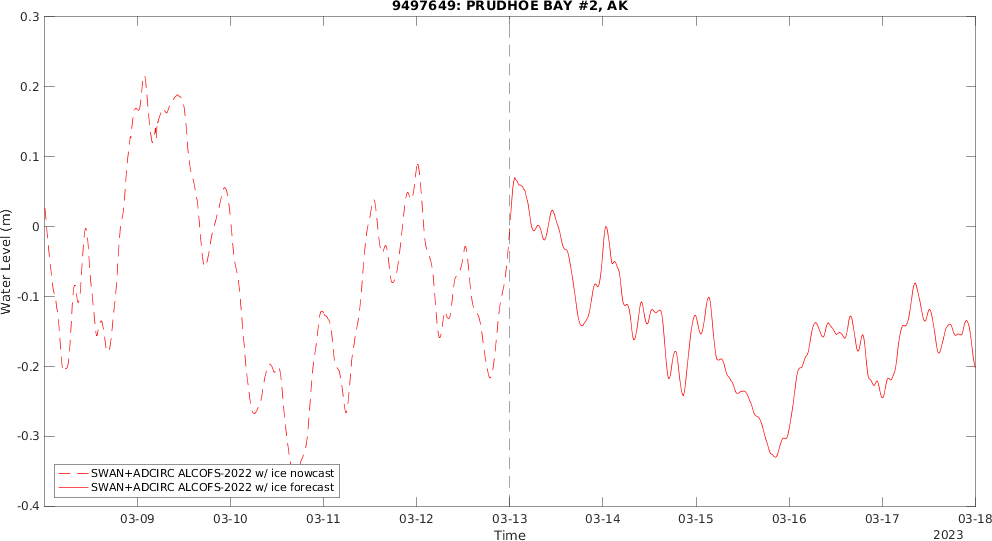 9497649: PRUDHOE BAY #2, AK
0.3
0.2
0.1
0
-0.1
-0.2
-0.3
-0.4
Water Level (m)
SWAN+ADCIRC ALCOFS-2022 w/ ice nowcast
SWAN+ADCIRC ALCOFS-2022 w/ ice forecast
03-09 03-10 03-11 03-12 03-13 03-14 03-15 03-16 03-17 03-18
Time
2023